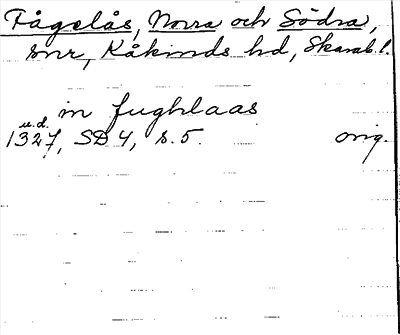 Fågelås, Norra och Södra,
snr, Kåkinds hd, Skarab. l.
in fughlaas
u.d.
1327, SD 4, s. 5. orig.